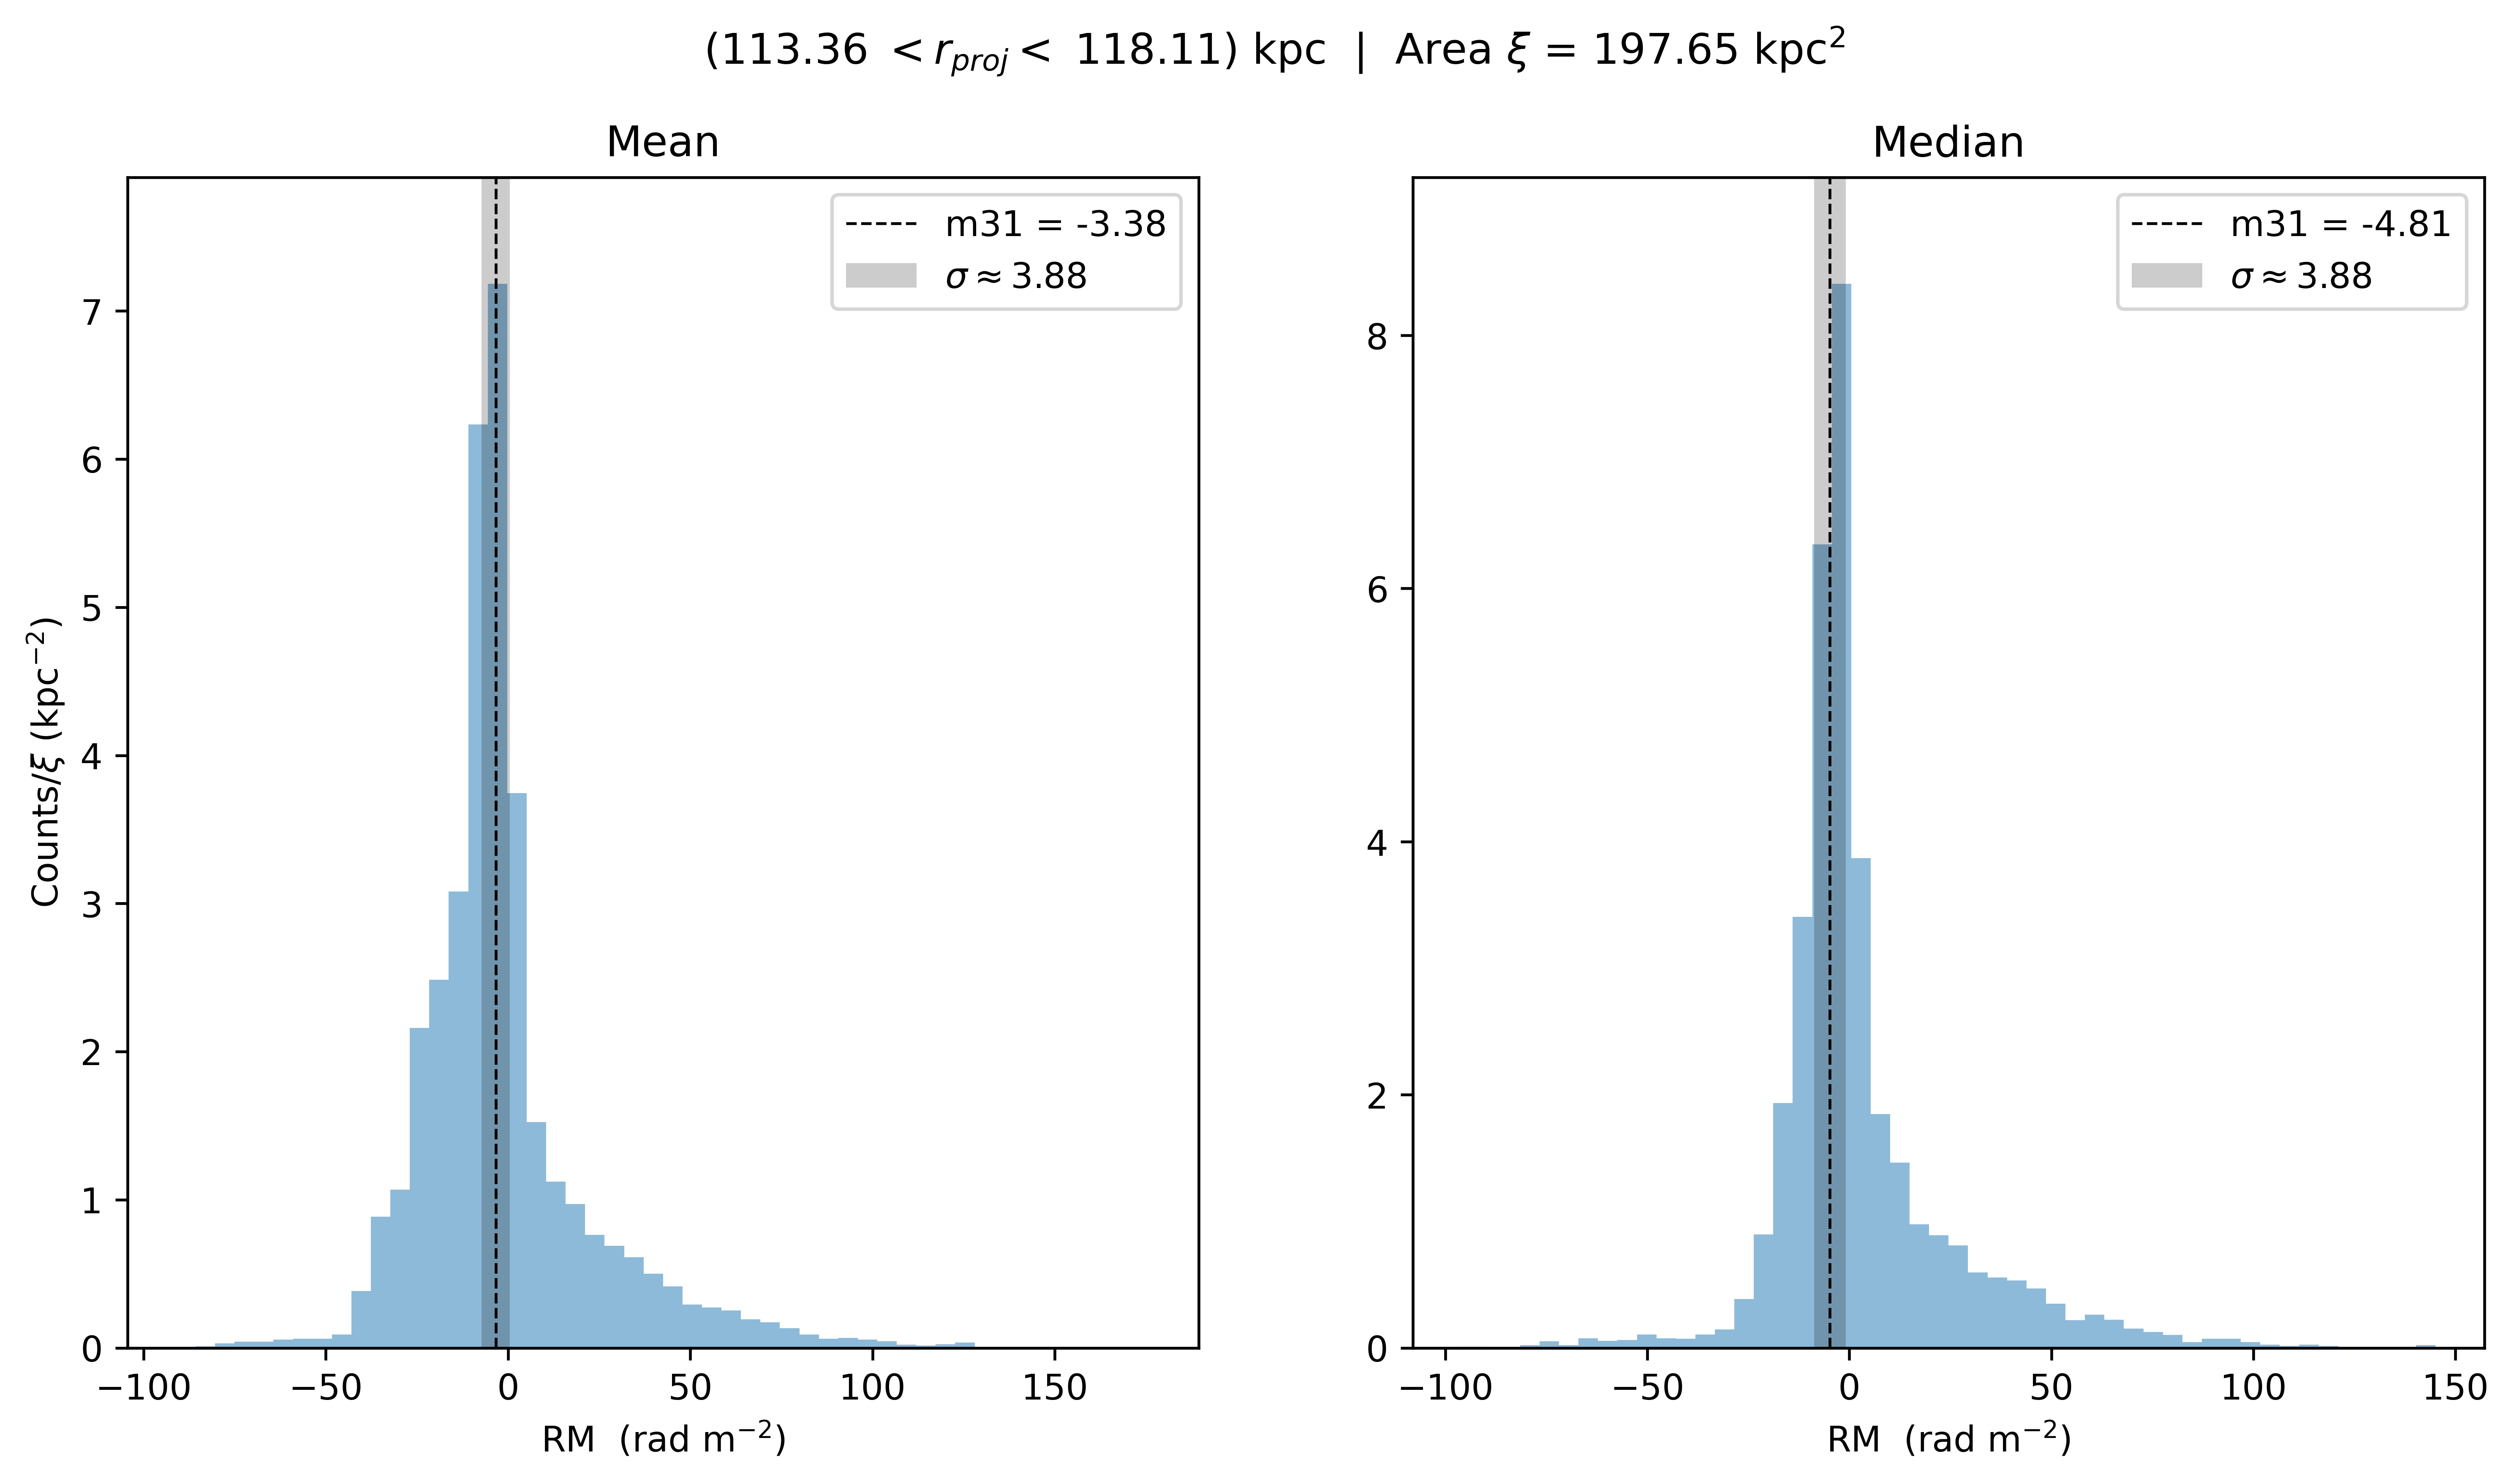 (113.36 < r_proj < 118.11) kpc | Area ξ = 197.65 kpc²
Mean
m31 = -3.38
σ ≈ 3.88
7
6
5
4
3
2
1
0
Counts/ξ (kpc⁻²)
−100 −50 0 50 100 150
RM (rad m⁻²)
Median
m31 = -4.81
σ ≈ 3.88
8
6
4
2
0
−100 −50 0 50 100 150
RM (rad m⁻²)